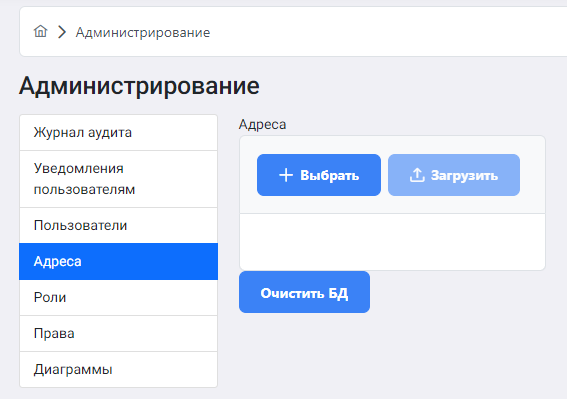 Администрирование
Администрирование
Журнал аудита
Уведомления
пользователям
Пользователи
Адреса
Роли
Права
Диаграммы
Адреса
Выбрать
Загрузить
Очистить БД